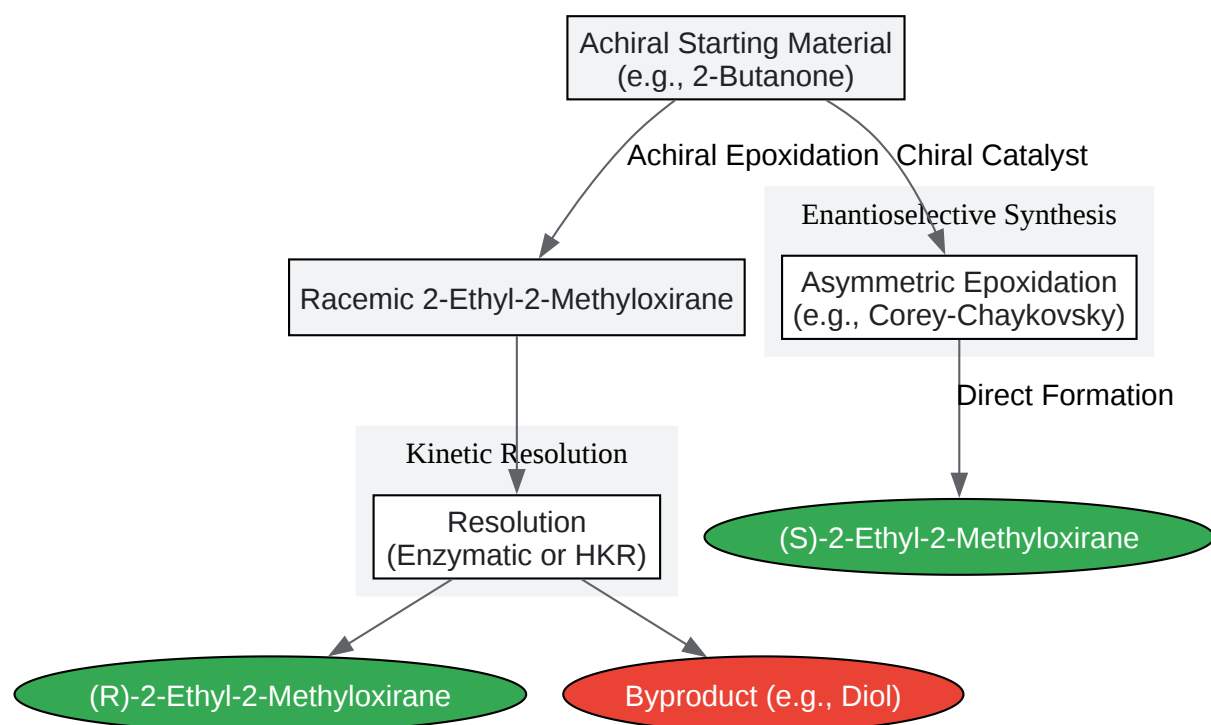 Achiral Starting Material
(e.g., 2-Butanone)
Achiral Epoxidation
Chiral Catalyst
Enantioselective Synthesis
Racemic 2-Ethyl-2-Methyloxirane
Asymmetric Epoxidation
(e.g., Corey-Chaykovsky)
Direct Formation
Kinetic Resolution
Resolution
(Enzymatic or HKR)
(S)-2-Ethyl-2-Methyloxirane
(R)-2-Ethyl-2-Methyloxirane
Byproduct (e.g., Diol)